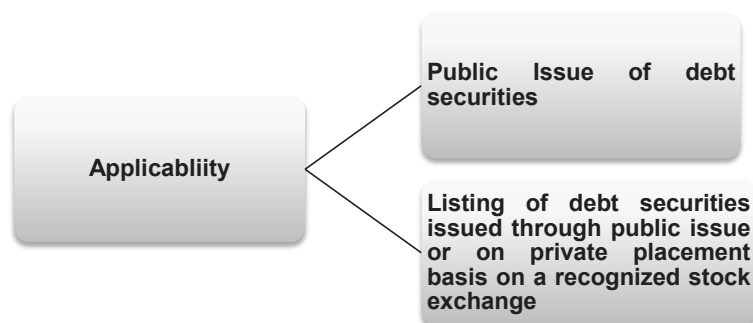 Public Issue of debt
securities
Applicabliity
Listing of debt securities
issued through public issue
or on private placement
basis on a recognized stock
exchange